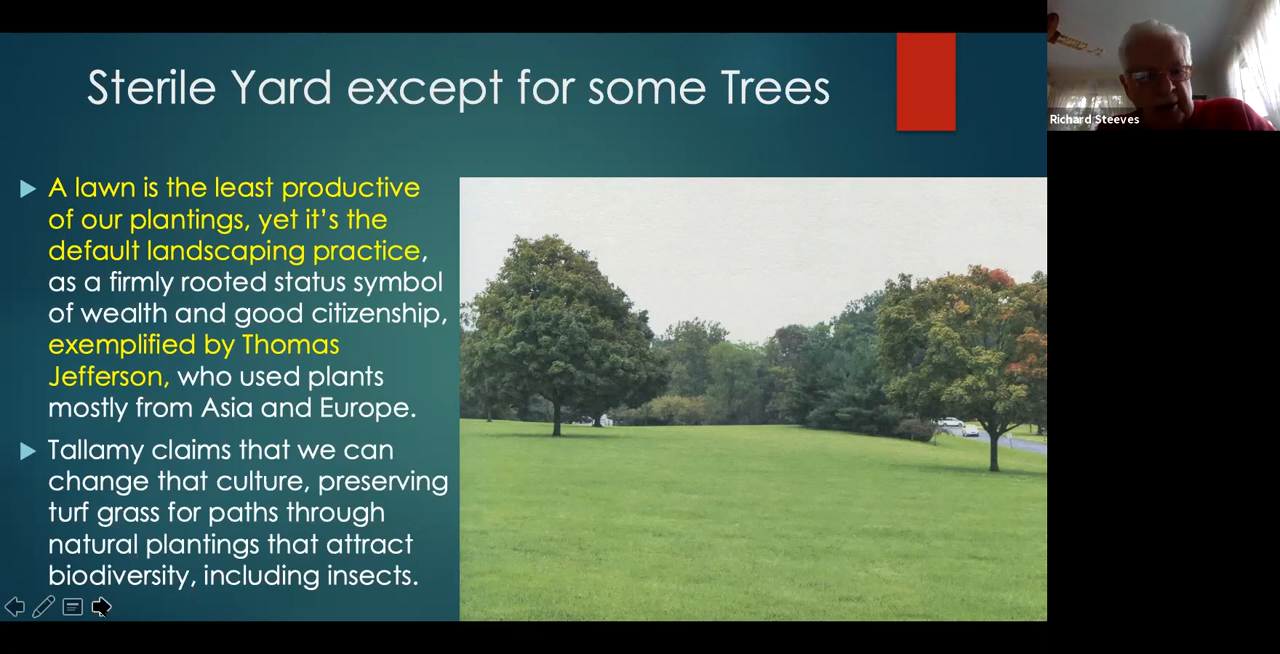 Sterile Yard except for some Trees
Richard Steeves
A lawn is the least productive
of our plantings, yet it's the
default landscaping practice,
as a firmly rooted status symbol
of wealth and good citizenship,
exemplified by Thomas
Jefferson, who used plants
mostly from Asia and Europe.
Tallamy claims that we can
change that culture, preserving
turf grass for paths through
natural plantings that attract
biodiversity, including insects.